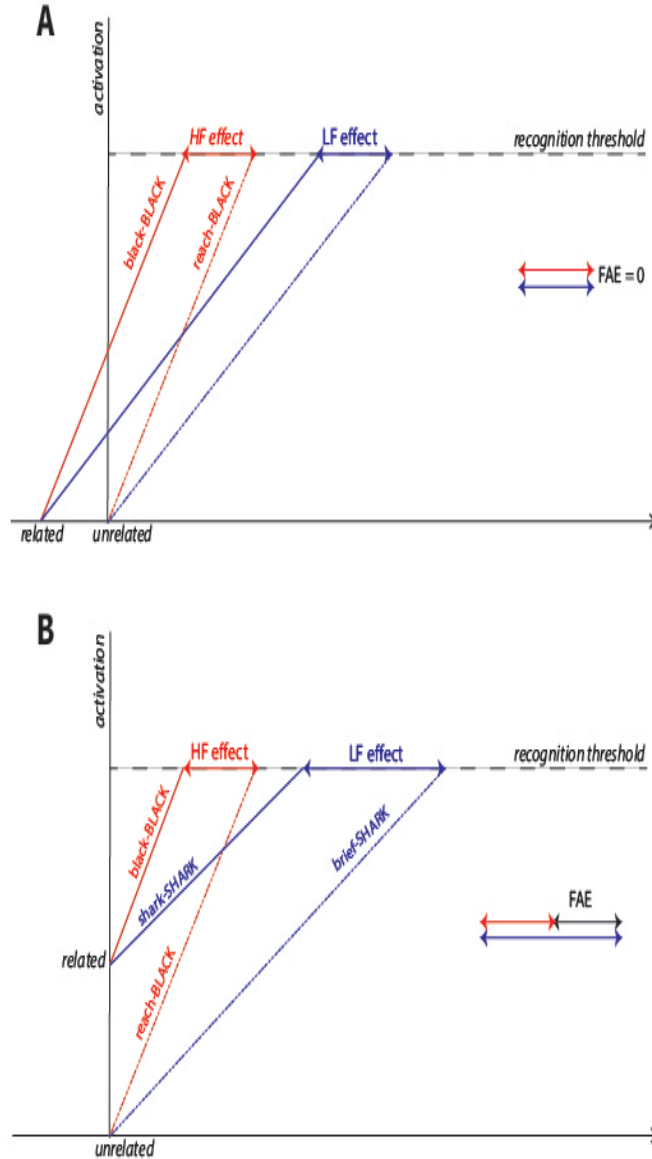 A
activation
HF effect
LF effect
recognition threshold
black-BLACK
reach-BLACK
FAE = 0
related
unrelated
B
activation
HF effect
LF effect
recognition threshold
black-BLACK
shark-SHARK
brief-SHARK
FAE
related
reach-BLACK
unrelated